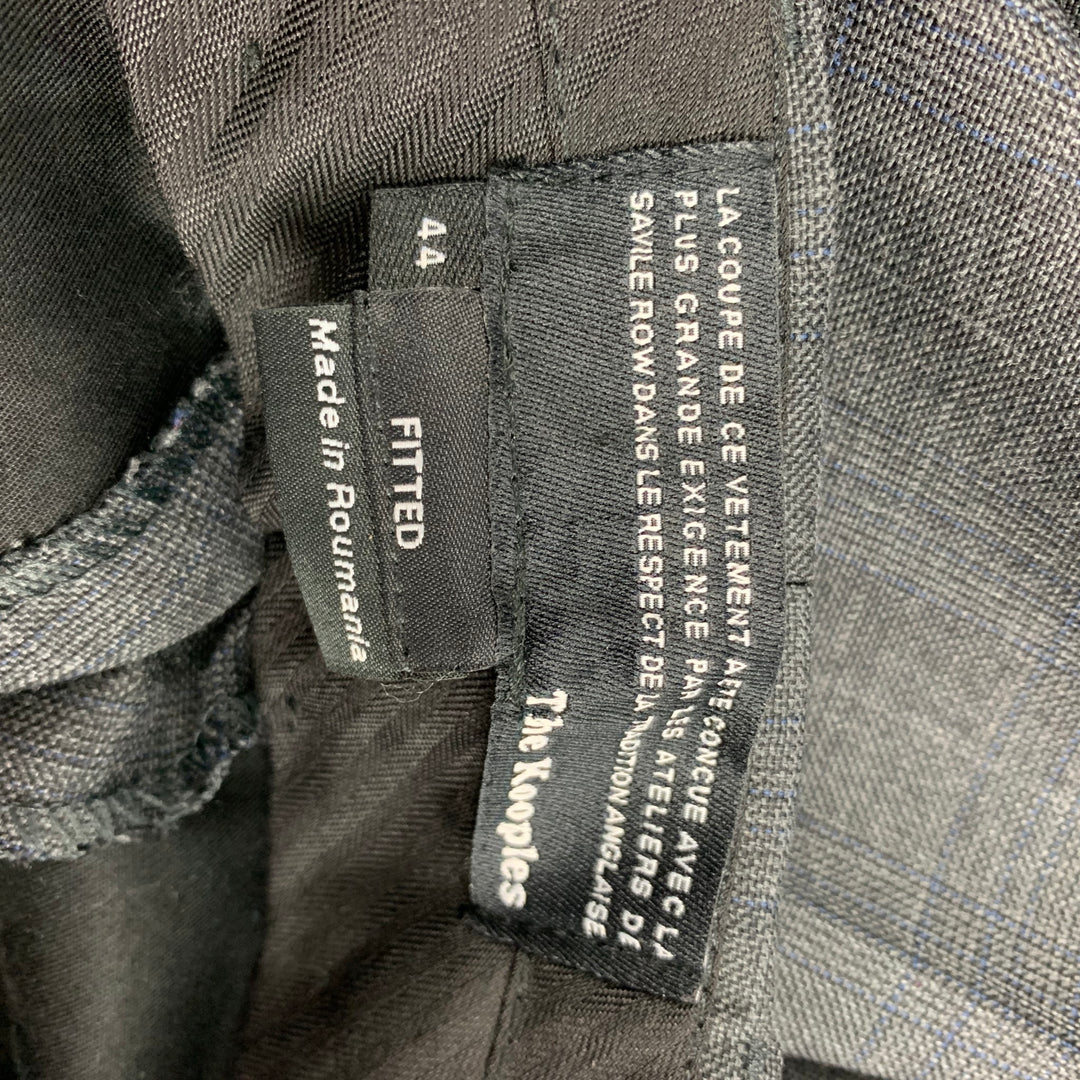 LA COUPE DE CE VETEMENT A ETE CONCUE AVEC LA
PLUS GRANDE EXIGENCE PAR LES ATELIERS DE
SAVILE ROW DANS LE RESPECT DE LA TRADITION ANGLAISE
The Kooples
44
FITTED
Made in Roumania